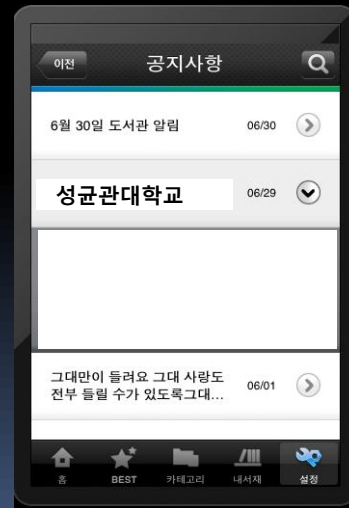 이전
공지사항
6월 30일 도서관 알림
06/30
성균관대학교
06/29
그대만이 들려요 그대 사랑도
전부 들릴 수가 있도록그대...
06/01
홈
BEST
카테고리
내서재
설정